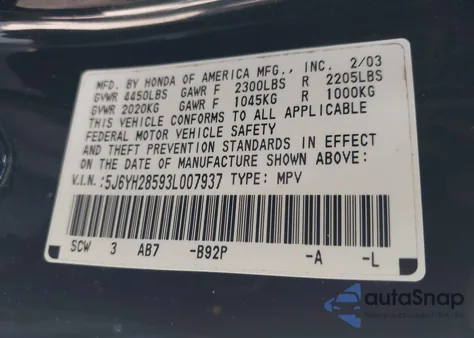 MFD. BY HONDA OF AMERICA MFG., INC. 2/03
GVWR 4450LBS GAWR F 2300LBS R 2205LBS
GVWR 2020KG GAWR F 1045KG R 1000KG
THIS VEHICLE CONFORMS TO ALL APPLICABLE
FEDERAL MOTOR VEHICLE SAFETY
AND THEFT PREVENTION STANDARDS IN EFFECT
ON THE DATE OF MANUFACTURE SHOWN ABOVE:
V.I.N.:5J6YH28593L007937 TYPE: MPV
SCW 3 AB7 -B92P -A -L
autoSnap